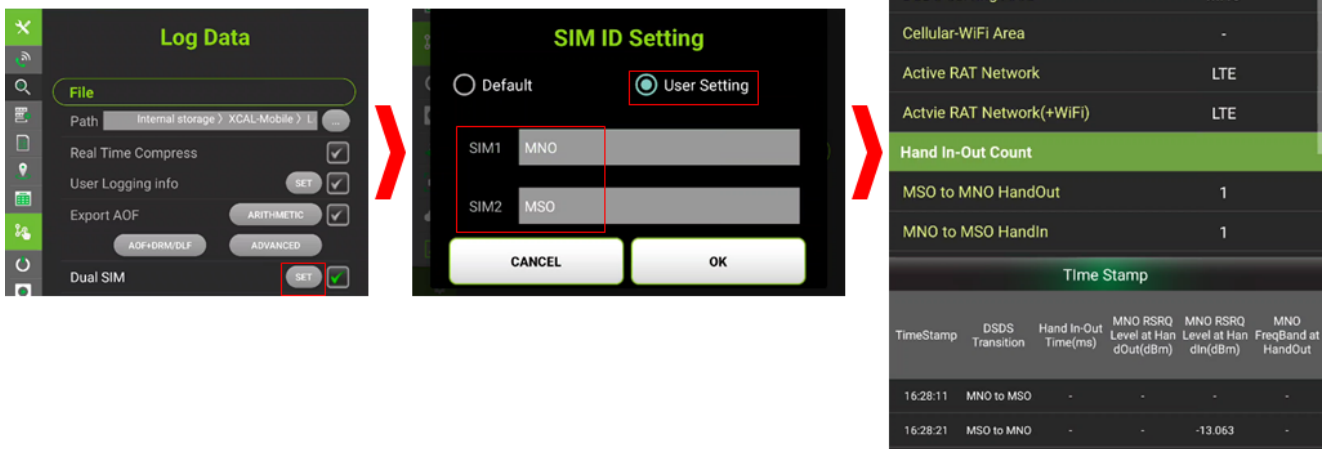 Log Data
File
Path Internal storage 〉 XCAL-Mobile 〉 L ...
Real Time Compress
User Logging info SET
Export AOF ARITHMETIC
AOF+DRM/DLF ADVANCED
Dual SIM SET
SIM ID Setting
Default User Setting
SIM1 MNO
SIM2 MSO
CANCEL OK
Cellular-WiFi Area -
Active RAT Network LTE
Actvie RAT Network(+WiFi) LTE
Hand In-Out Count
MSO to MNO HandOut 1
MNO to MSO HandIn 1
TIme Stamp
TimeStamp
DSDS
Transition
Hand In-Out
Time(ms)
MNO RSRQ
Level at Han
dOut(dBm)
MNO RSRQ
Level at Han
dIn(dBm)
MNO
FreqBand at
HandOut
16:28:11 MNO to MSO - - - -
16:28:21 MSO to MNO - - -13.063 -